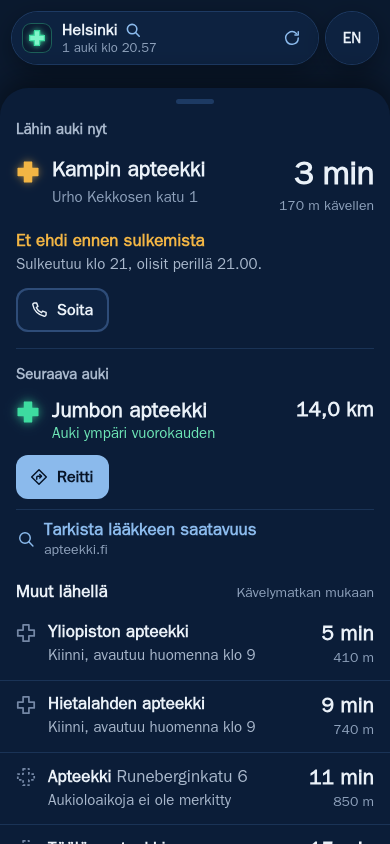 Helsinki
1 auki klo 20.57
EN
Lähin auki nyt
Kampin apteekki
3 min
Urho Kekkosen katu 1
170 m kävellen
Et ehdi ennen sulkemista
Sulkeutuu klo 21, olisit perillä 21.00.
Soita
Seuraava auki
Jumbon apteekki
14,0 km
Auki ympäri vuorokauden
Reitti
Tarkista lääkkeen saatavuus
apteekki.fi
Muut lähellä
Kävelymatkan mukaan
Yliopiston apteekki
5 min
Kiinni, avautuu huomenna klo 9
410 m
Hietalahden apteekki
9 min
Kiinni, avautuu huomenna klo 9
740 m
Apteekki Runeberginkatu 6
11 min
Aukioloaikoja ei ole merkitty
850 m